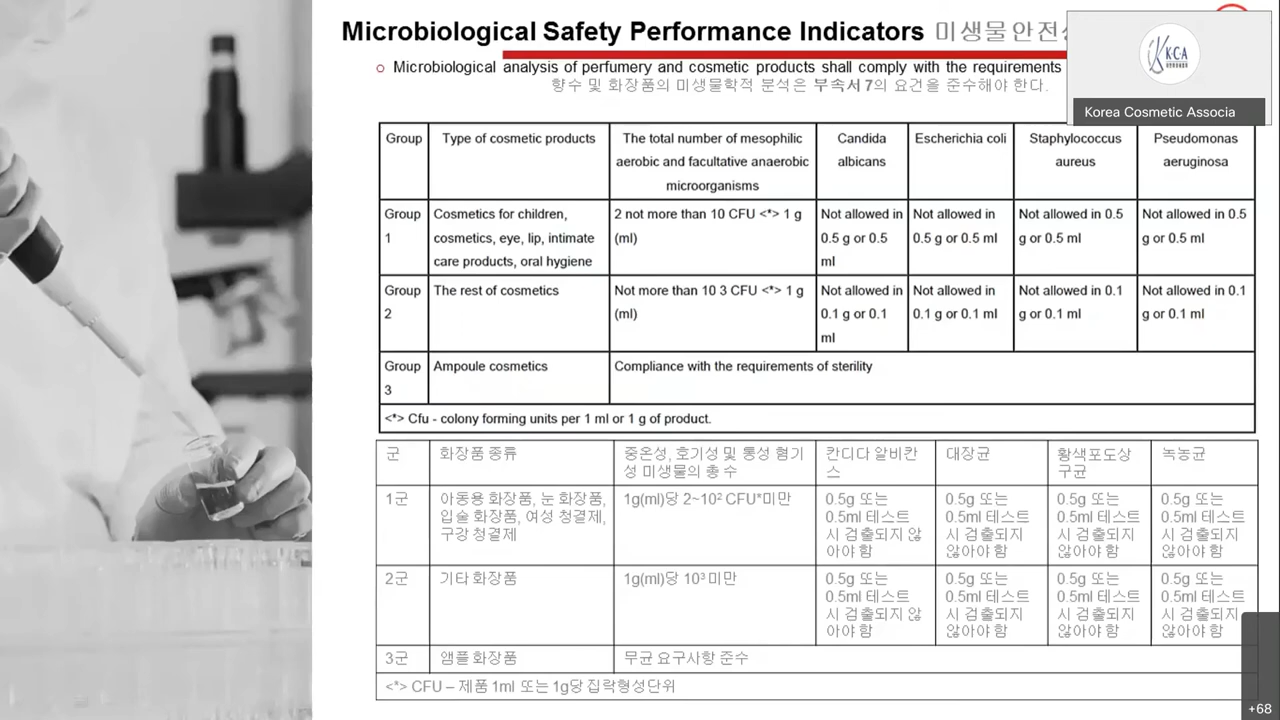 Microbiological Safety Performance Indicators 미생물안전
KCA
Korea Cosmetic Associa
○ Microbiological analysis of perfumery and cosmetic products shall comply with the requirements
향수 및 화장품의 미생물학적 분석은 부속서 7의 요건을 준수해야 한다.
Group
Type of cosmetic products
The total number of mesophilic
aerobic and facultative anaerobic
microorganisms
Candida
albicans
Escherichia coli
Staphylococcus
aureus
Pseudomonas
aeruginosa
Group
1
Cosmetics for children,
cosmetics, eye, lip, intimate
care products, oral hygiene
2 not more than 10 CFU <*> 1 g
(ml)
Not allowed in
0.5 g or 0.5
ml
Not allowed in
0.5 g or 0.5 ml
Not allowed in 0.5
g or 0.5 ml
Not allowed in 0.5
g or 0.5 ml
Group
2
The rest of cosmetics
Not more than 10 3 CFU <*> 1 g
(ml)
Not allowed in
0.1 g or 0.1
ml
Not allowed in
0.1 g or 0.1 ml
Not allowed in 0.1
g or 0.1 ml
Not allowed in 0.1
g or 0.1 ml
Group
3
Ampoule cosmetics
Compliance with the requirements of sterility
<*> Cfu - colony forming units per 1 ml or 1 g of product.
군
화장품 종류
중온성, 호기성 및 통성 혐기
성 미생물의 총 수
칸디다 알비칸
스
대장균
황색포도상
구균
녹농균
1군
아동용 화장품, 눈 화장품,
입술 화장품, 여성 청결제,
구강 청결제
1g(ml)당 2~10² CFU*미만
0.5g 또는
0.5ml 테스트
시 검출되지 않
아야 함
0.5g 또는
0.5ml 테스트
시 검출되지
않아야 함
0.5g 또는
0.5ml 테스트
시 검출되지
않아야 함
0.5g 또는
0.5ml 테스트
시 검출되지
않아야 함
2군
기타 화장품
1g(ml)당 10³ 미만
0.5g 또는
0.5ml 테스트
시 검출되지 않
아야 함
0.5g 또는
0.5ml 테스트
시 검출되지
않아야 함
0.5g 또는
0.5ml 테스트
시 검출되지
않아야 함
0.5g 또는
0.5ml 테스트
시 검출되지
않아야 함
3군
앰플 화장품
무균 요구사항 준수
<*> CFU – 제품 1ml 또는 1g당 집락형성단위
+68